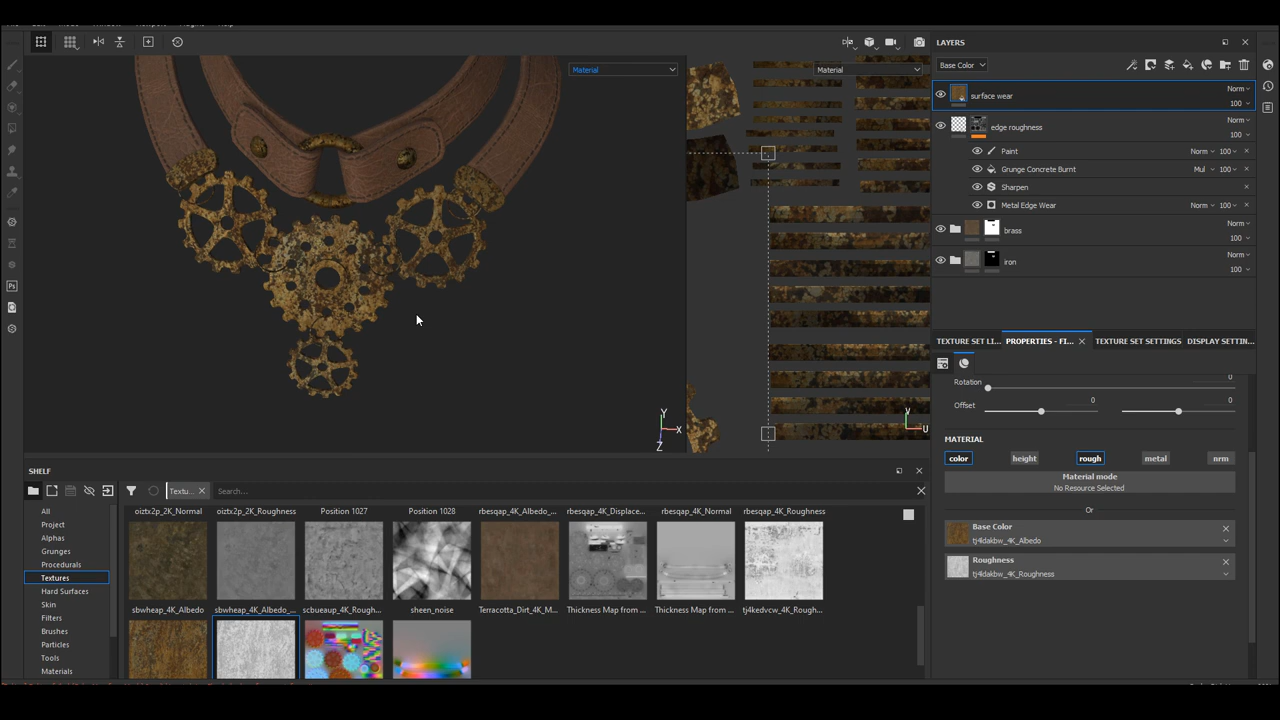 LAYERS
Material
Material
Base Color
surface wear
Norm
100
edge roughness
Norm
100
Paint
Norm
100
Grunge Concrete Burnt
Mul
100
Sharpen
Metal Edge Wear
Norm
100
brass
Norm
100
iron
Norm
100
TEXTURE SET LI...
PROPERTIES - FI...
TEXTURE SET SETTINGS
DISPLAY SETTIN...
Rotation
0
Offset
0
0
MATERIAL
color
height
rough
metal
nrm
Material mode
No Resource Selected
Or
Base Color
tj4idakbw_4K_Albedo
Roughness
tj4idakbw_4K_Roughness
Y
X
Z
V
U
SHELF
Textu...
Search...
All
Project
Alphas
Grunges
Procedurals
Textures
Hard Surfaces
Skin
Filters
Brushes
Particles
Tools
Materials
oiztx2p_2K_Normal
oiztx2p_2K_Roughness
Position 1027
Position 1028
rbesqap_4K_Albedo_...
rbesqap_4K_Displace...
rbesqap_4K_Normal
rbesqap_4K_Roughness
sbwheap_4K_Albedo
sbwheap_4K_Albedo_...
scbueaup_4K_Rough...
sheen_noise
Terracotta_Dirt_4K_M...
Thickness Map from ...
Thickness Map from ...
tj4kedvcw_4K_Rough...
Ps